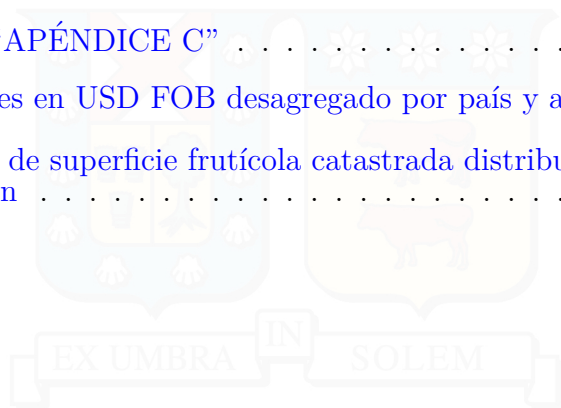 APÉNDICE C” . . . . . . . . . . . . . .
es en USD FOB desagregado por país y a
de superficie frutícola catastrada distribu
n . . . . . . . . . . . . . . . . . .
EX UMBRA IN SOLEM